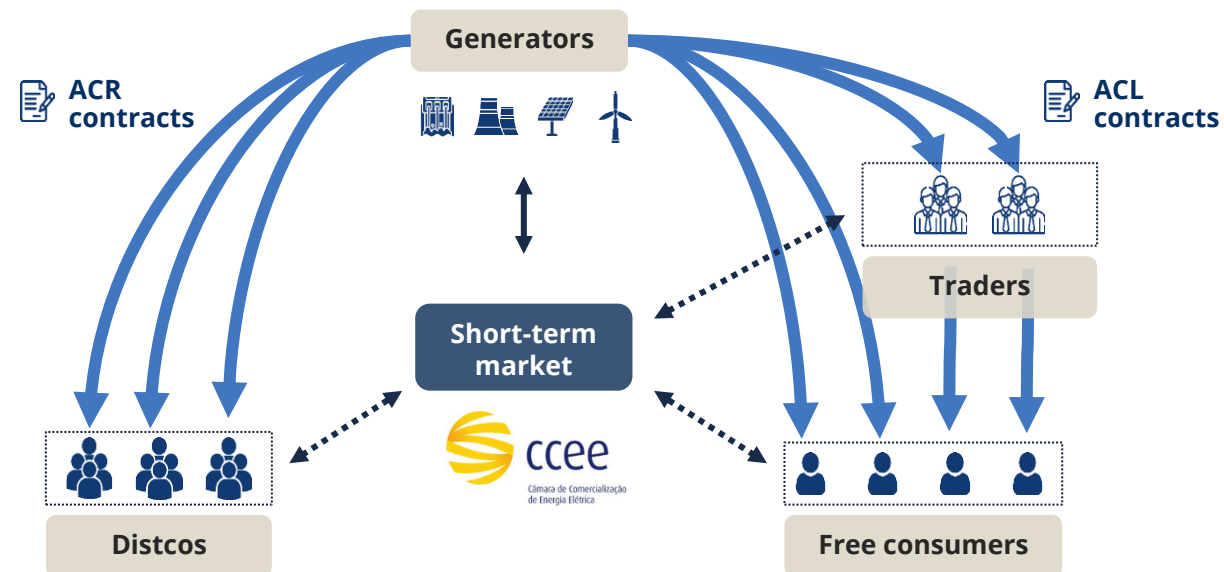 Generators
ACR
contracts
ACL
contracts
Traders
Short-term
market
ccee
Câmara de Comercialização
de Energia Elétrica
Distcos
Free consumers